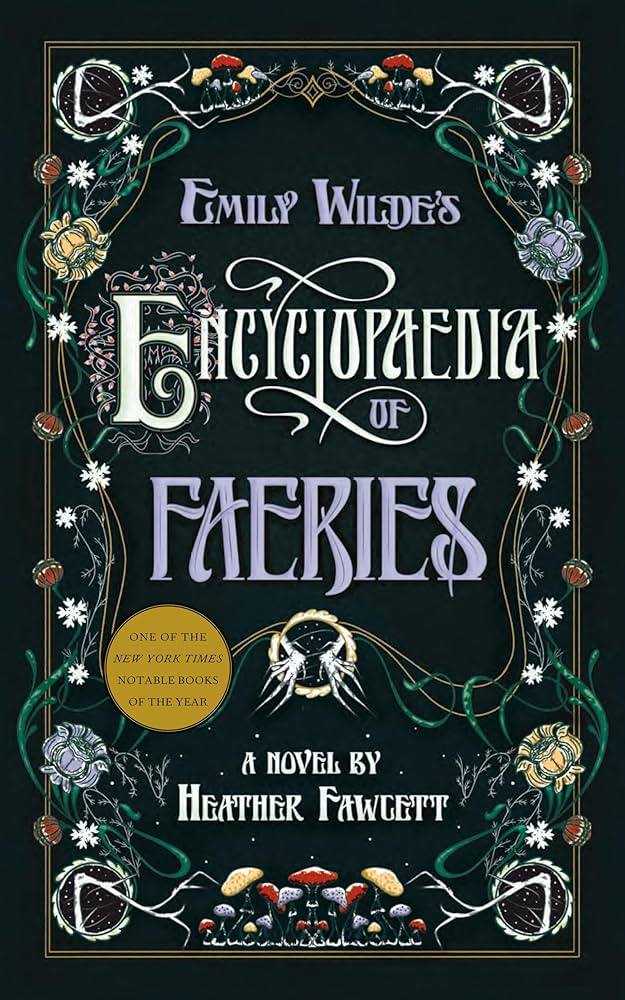 EMILY WILDE'S
ENCYCLOPAEDIA
OF
FAERIES
ONE OF THE
NEW YORK TIMES
NOTABLE BOOKS
OF THE YEAR
A NOVEL BY
HEATHER FAWCETT